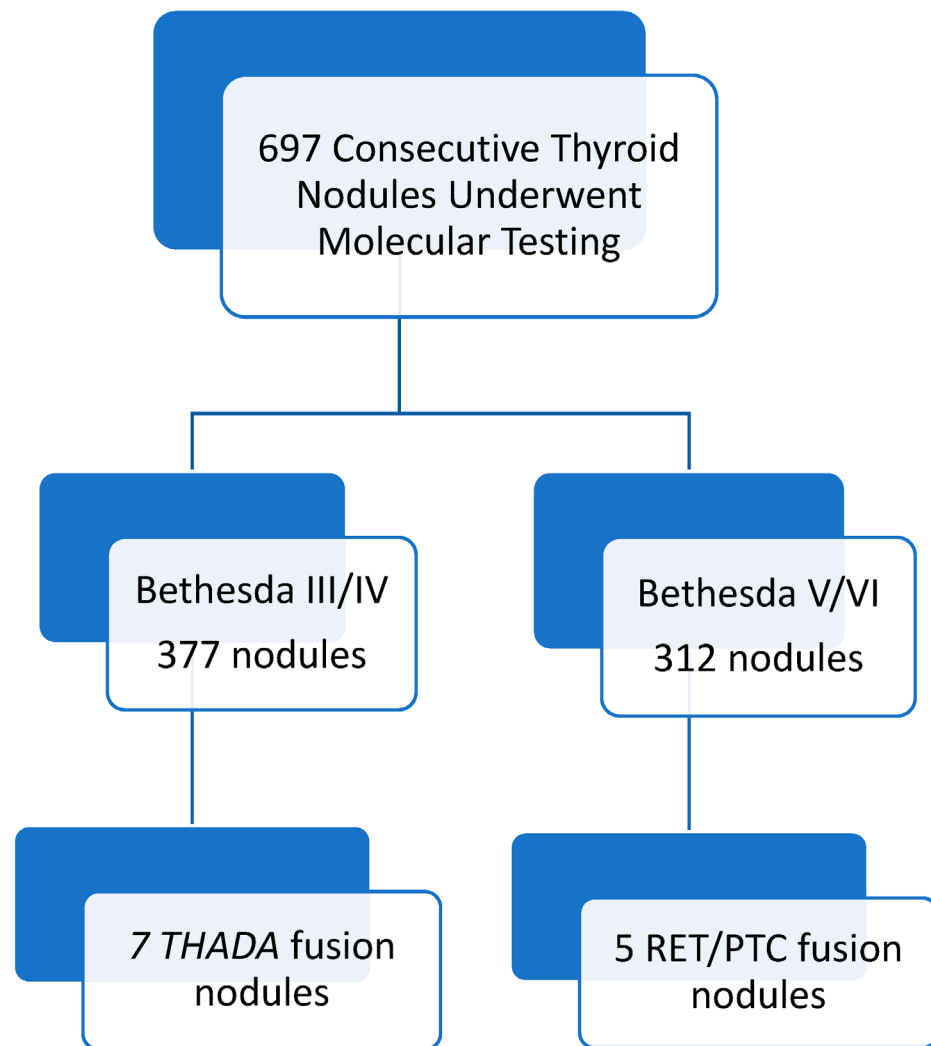 697 Consecutive Thyroid
Nodules Underwent
Molecular Testing
Bethesda III/IV
377 nodules
Bethesda V/VI
312 nodules
7 THADA fusion
nodules
5 RET/PTC fusion
nodules